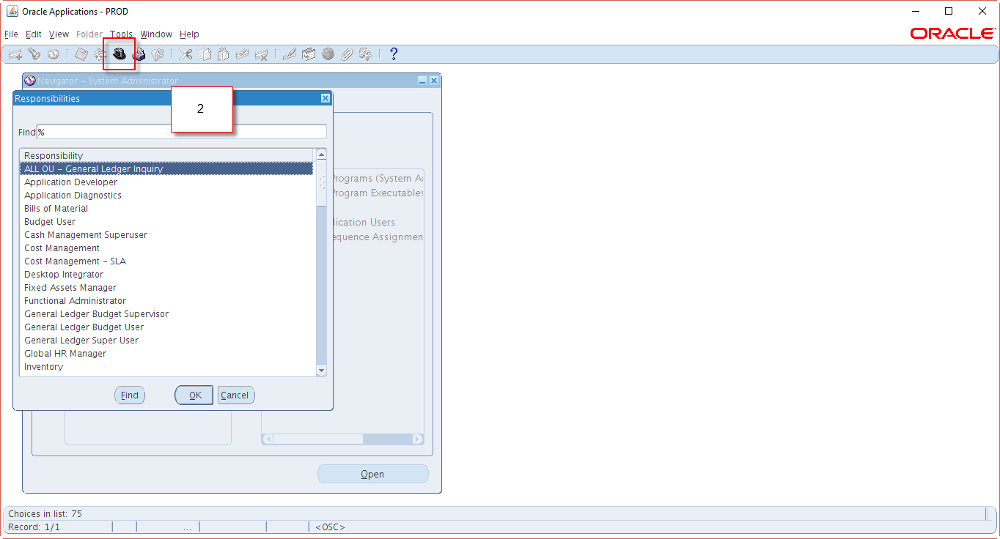 Oracle Applications - PROD
File Edit View Folder Tools Window Help
ORACLE
?
Navigator - System Administrator
Responsibilities
2
Find %
Responsibility
ALL OU - General Ledger Inquiry
Application Developer
Application Diagnostics
Bills of Material
Budget User
Cash Management Superuser
Cost Management
Cost Management - SLA
Desktop Integrator
Fixed Assets Manager
Functional Administrator
General Ledger Budget Supervisor
General Ledger Budget User
General Ledger Super User
Global HR Manager
Inventory
Programs (System A
Program Executables
lication Users
equence Assignmen
Find OK Cancel
Open
Choices in list: 75
Record: 1/1 ... <OSC>